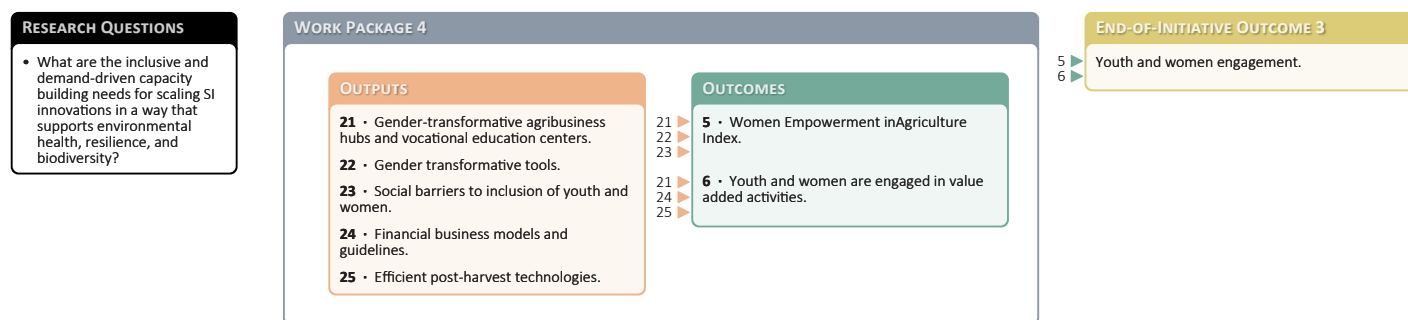 RESEARCH QUESTIONS
• What are the inclusive and
demand-driven capacity
building needs for scaling SI
innovations in a way that
supports environmental
health, resilience, and
biodiversity?
WORK PACKAGE 4
OUTPUTS
21 · Gender-transformative agribusiness
hubs and vocational education centers.
22 · Gender transformative tools.
23 · Social barriers to inclusion of youth and
women.
24 · Financial business models and
guidelines.
25 · Efficient post-harvest technologies.
OUTCOMES
21
22
23
5 · Women Empowerment inAgriculture
Index.
21
24
25
6 · Youth and women are engaged in value
added activities.
END-OF-INITIATIVE OUTCOME 3
5
6
Youth and women engagement.